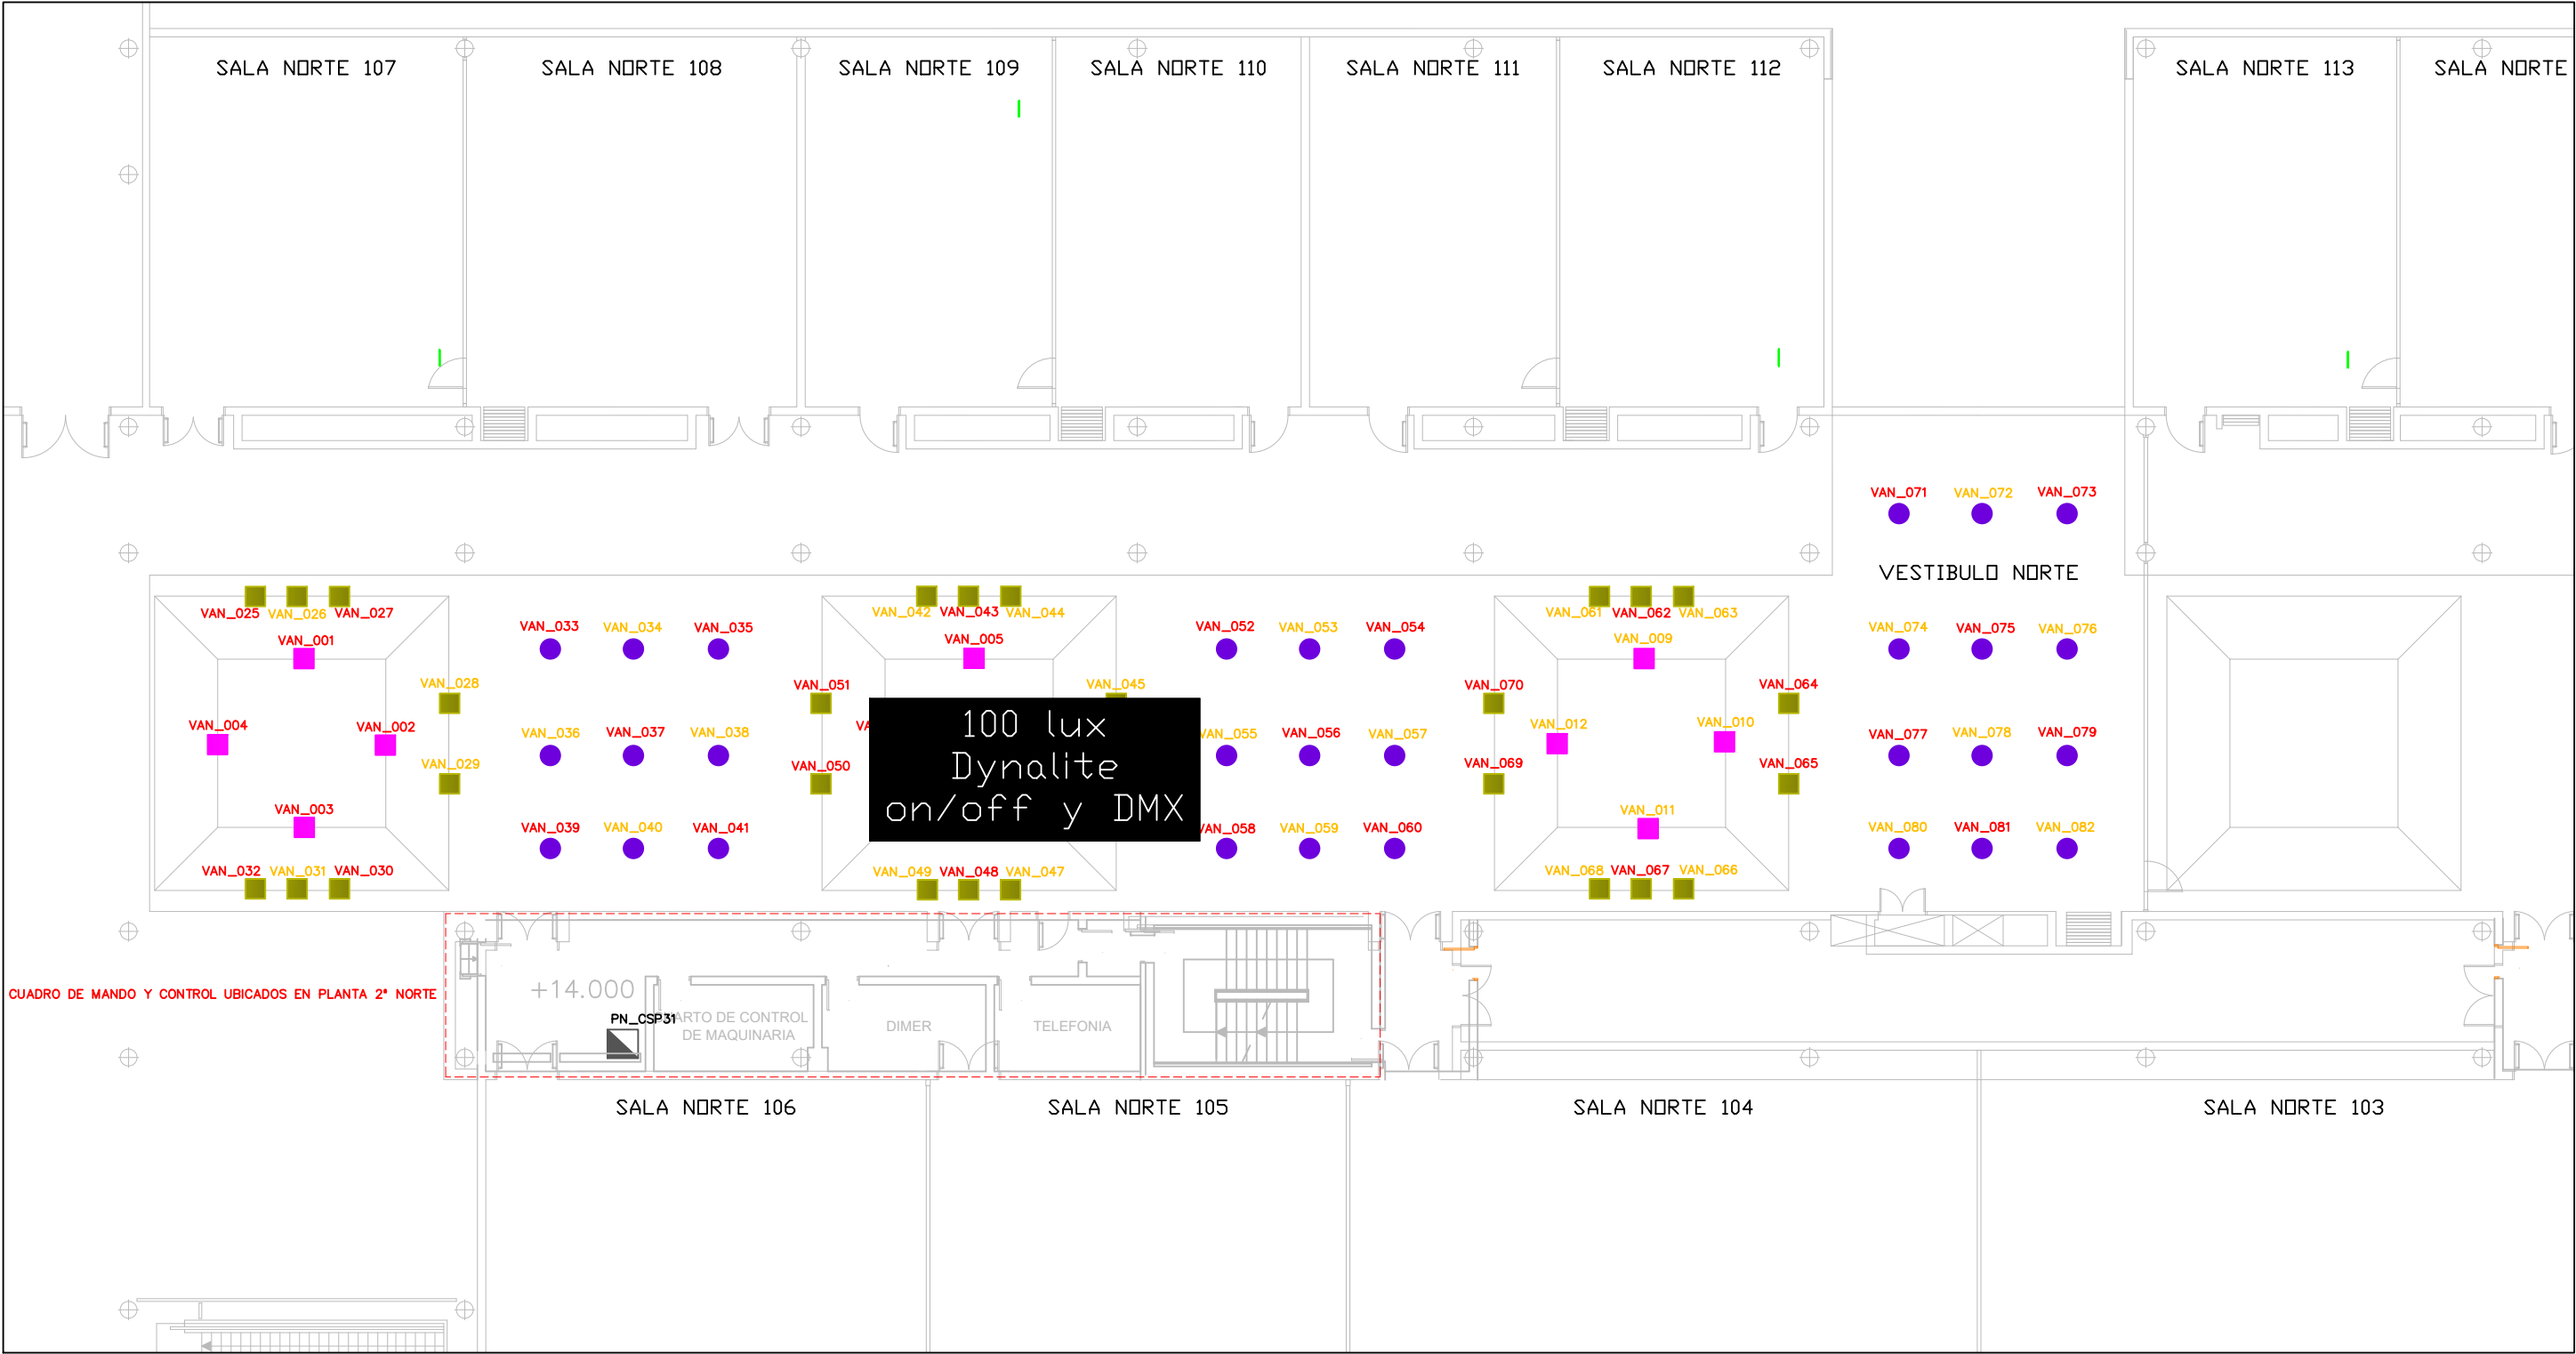 SALA NORTE 107
SALA NORTE 108
SALA NORTE 109
SALA NORTE 110
SALA NORTE 111
SALA NORTE 112
SALA NORTE 113
SALA NORTE
VAN_071
VAN_072
VAN_073
VESTIBULO NORTE
VAN_025
VAN_026
VAN_027
VAN_042
VAN_043
VAN_044
VAN_061
VAN_062
VAN_063
VAN_001
VAN_033
VAN_034
VAN_035
VAN_005
VAN_052
VAN_053
VAN_054
VAN_009
VAN_074
VAN_075
VAN_076
VAN_028
VAN_051
VAN_045
VAN_070
VAN_064
VAN_004
VAN_002
VAN_036
VAN_037
VAN_038
100 lux
Dynalite
on/off y DMX
VAN_055
VAN_056
VAN_057
VAN_012
VAN_010
VAN_077
VAN_078
VAN_079
VAN_029
VAN_050
VAN_069
VAN_065
VAN_003
VAN_011
VAN_039
VAN_040
VAN_041
VAN_058
VAN_059
VAN_060
VAN_080
VAN_081
VAN_082
VAN_032
VAN_031
VAN_030
VAN_049
VAN_048
VAN_047
VAN_068
VAN_067
VAN_066
CUADRO DE MANDO Y CONTROL UBICADOS EN PLANTA 2ª NORTE
+14.000
PN_CSP31
ARTO DE CONTROL
DE MAQUINARIA
DIMER
TELEFONIA
SALA NORTE 106
SALA NORTE 105
SALA NORTE 104
SALA NORTE 103